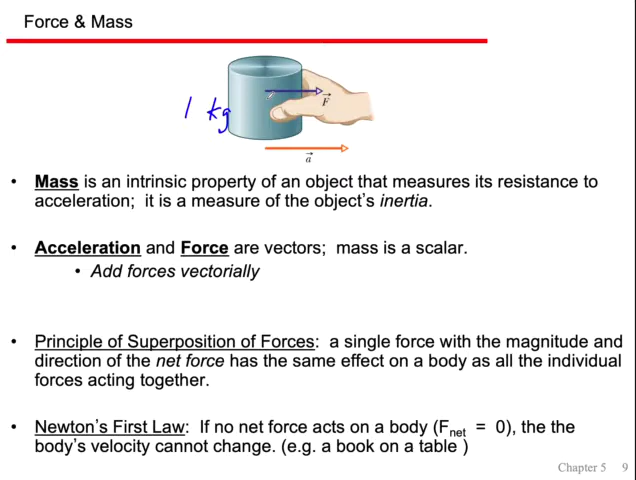 Force & Mass
1 kg
F
a
• Mass is an intrinsic property of an object that measures its resistance to
acceleration; it is a measure of the object's inertia.
• Acceleration and Force are vectors; mass is a scalar.
• Add forces vectorially
• Principle of Superposition of Forces: a single force with the magnitude and
direction of the net force has the same effect on a body as all the individual
forces acting together.
• Newton's First Law: If no net force acts on a body (Fnet = 0), the the
body's velocity cannot change. (e.g. a book on a table )
Chapter 5 9